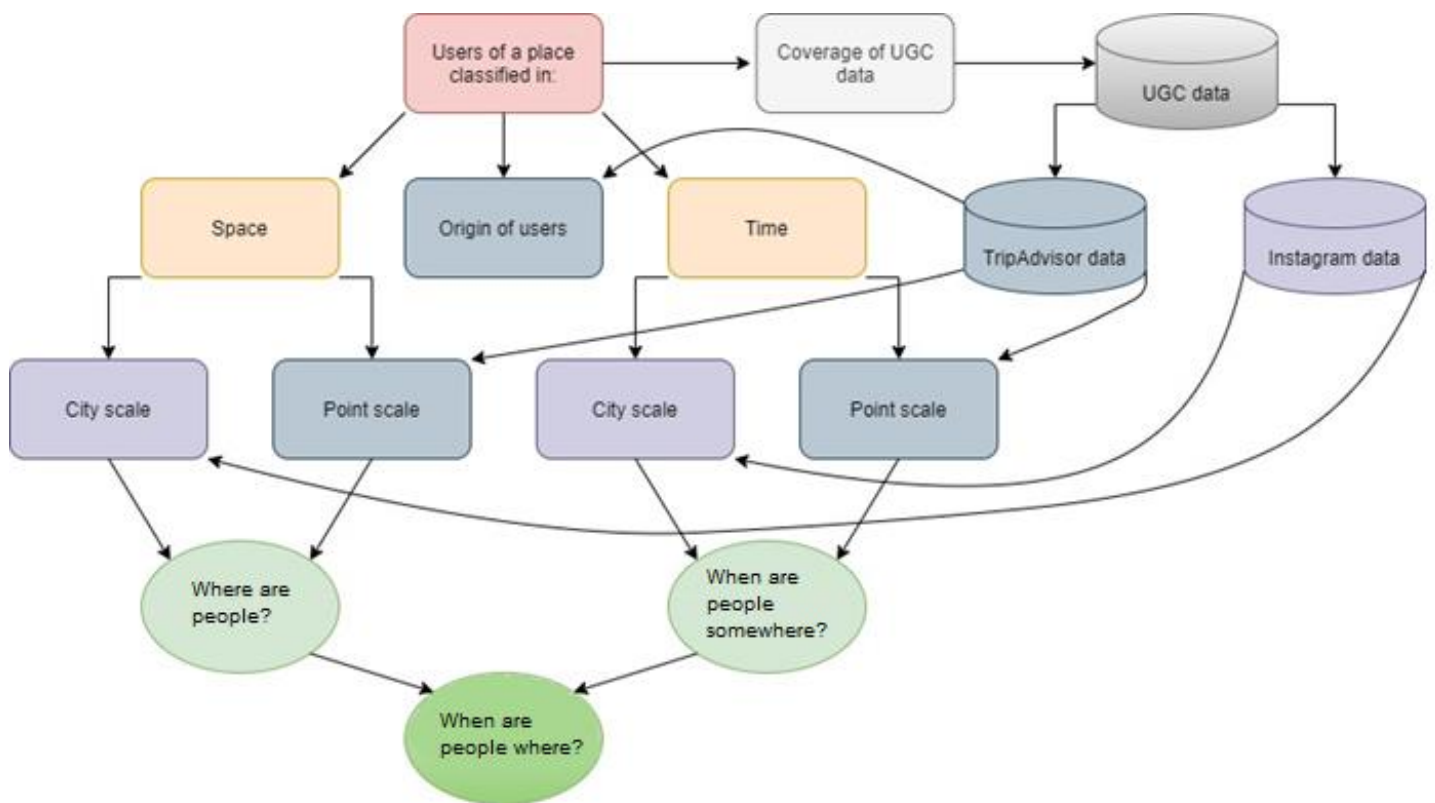 Users of a place
classified in:
Coverage of UGC
data
UGC data
Space
Origin of users
Time
TripAdvisor data
Instagram data
City scale
Point scale
City scale
Point scale
Where are
people?
When are
people
somewhere?
When are
people where?